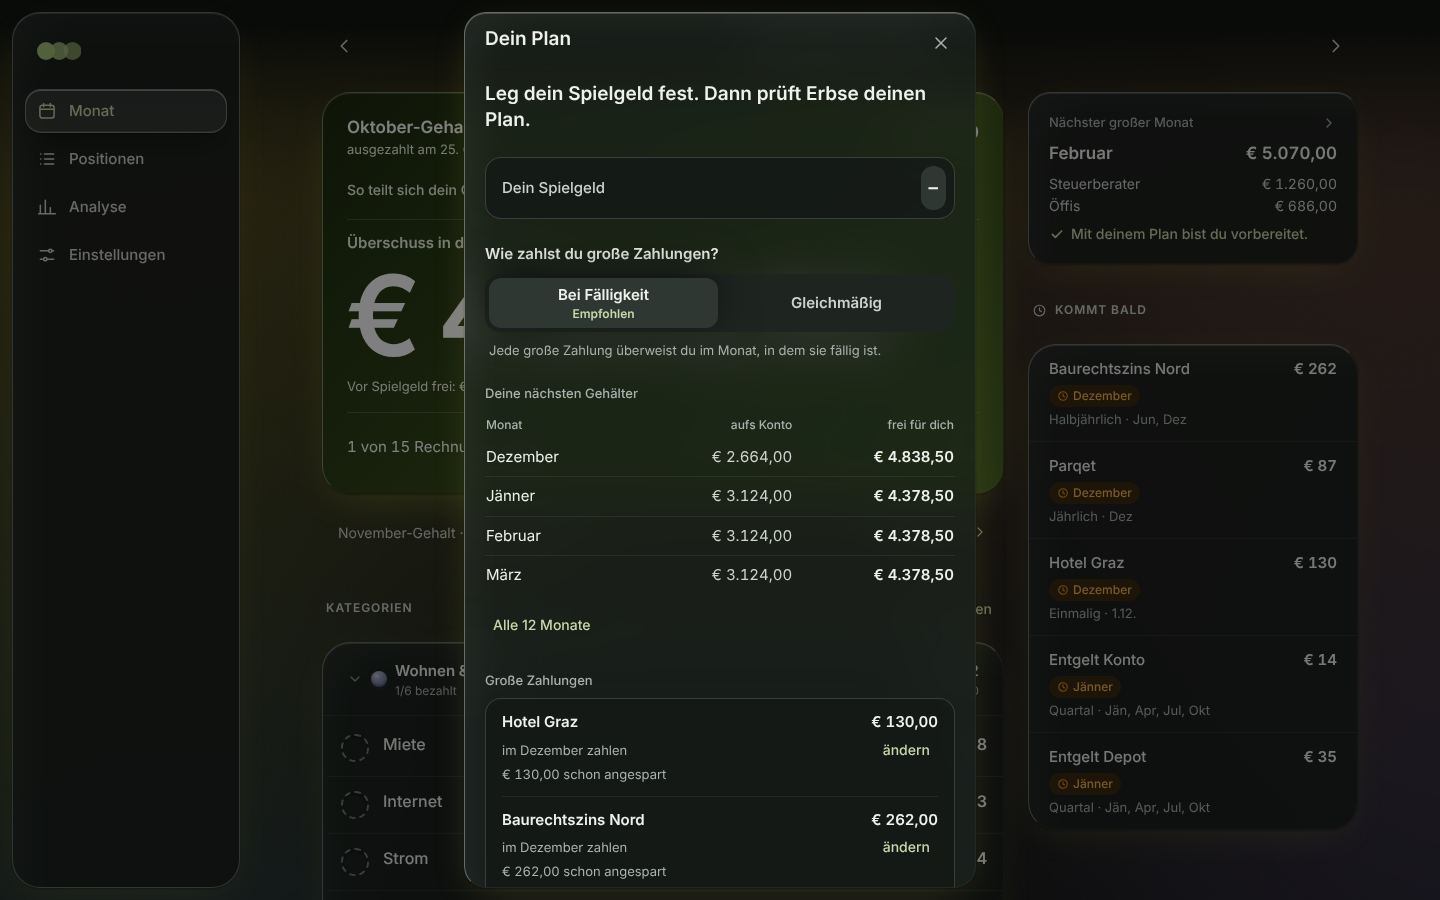 Monat
Positionen
Analyse
Einstellungen
Oktober-Geha
ausgezahlt am 25.
So teilt sich dein
Überschuss in d
€ 4
Vor Spielgeld frei: €
1 von 15 Rechnu
November-Gehalt ·
KATEGORIEN
en
Wohnen &
1/6 bezahlt
Miete
8
Internet
3
Strom
4
Dein Plan
Leg dein Spielgeld fest. Dann prüft Erbse deinen
Plan.
Dein Spielgeld
–
Wie zahlst du große Zahlungen?
Bei Fälligkeit
Empfohlen
Gleichmäßig
Jede große Zahlung überweist du im Monat, in dem sie fällig ist.
Deine nächsten Gehälter
Monat aufs Konto frei für dich
Dezember € 2.664,00 € 4.838,50
Jänner € 3.124,00 € 4.378,50
Februar € 3.124,00 € 4.378,50
März € 3.124,00 € 4.378,50
Alle 12 Monate
Große Zahlungen
Hotel Graz € 130,00
im Dezember zahlen ändern
€ 130,00 schon angespart
Baurechtszins Nord € 262,00
im Dezember zahlen ändern
€ 262,00 schon angespart
Nächster großer Monat
Februar € 5.070,00
Steuerberater € 1.260,00
Öffis € 686,00
Mit deinem Plan bist du vorbereitet.
KOMMT BALD
Baurechtszins Nord € 262
Dezember
Halbjährlich · Jun, Dez
Parqet € 87
Dezember
Jährlich · Dez
Hotel Graz € 130
Dezember
Einmalig · 1.12.
Entgelt Konto € 14
Jänner
Quartal · Jän, Apr, Jul, Okt
Entgelt Depot € 35
Jänner
Quartal · Jän, Apr, Jul, Okt